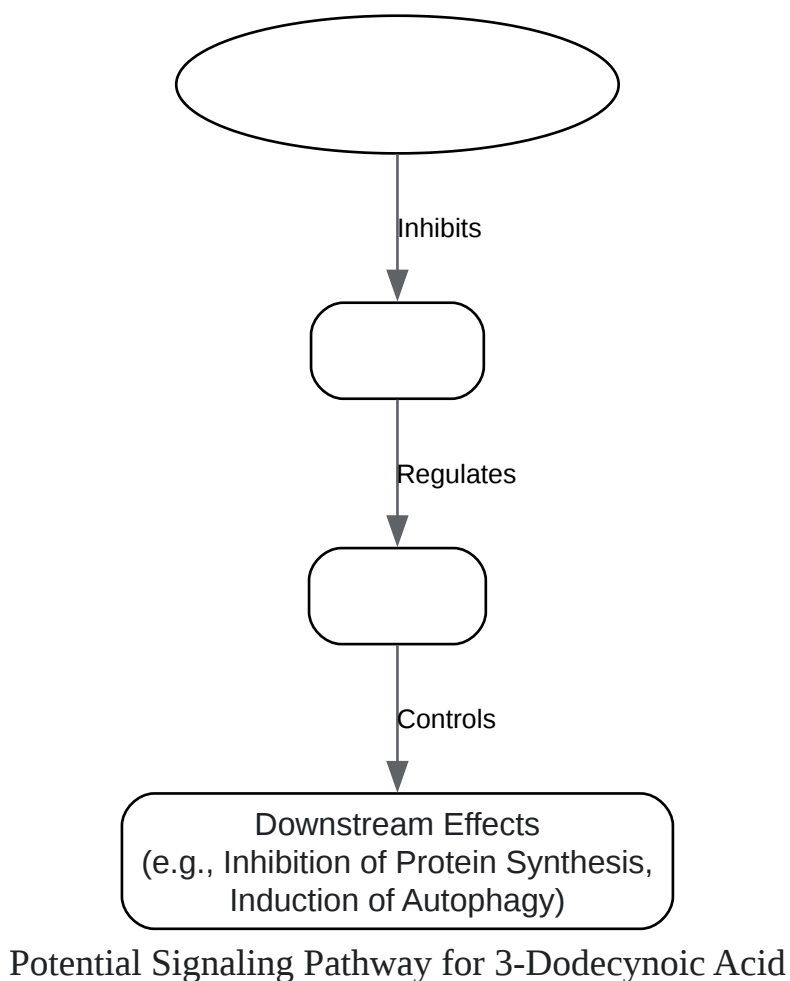 Inhibits
Regulates
Controls
Downstream Effects
(e.g., Inhibition of Protein Synthesis,
Induction of Autophagy)
Potential Signaling Pathway for 3-Dodecynoic Acid